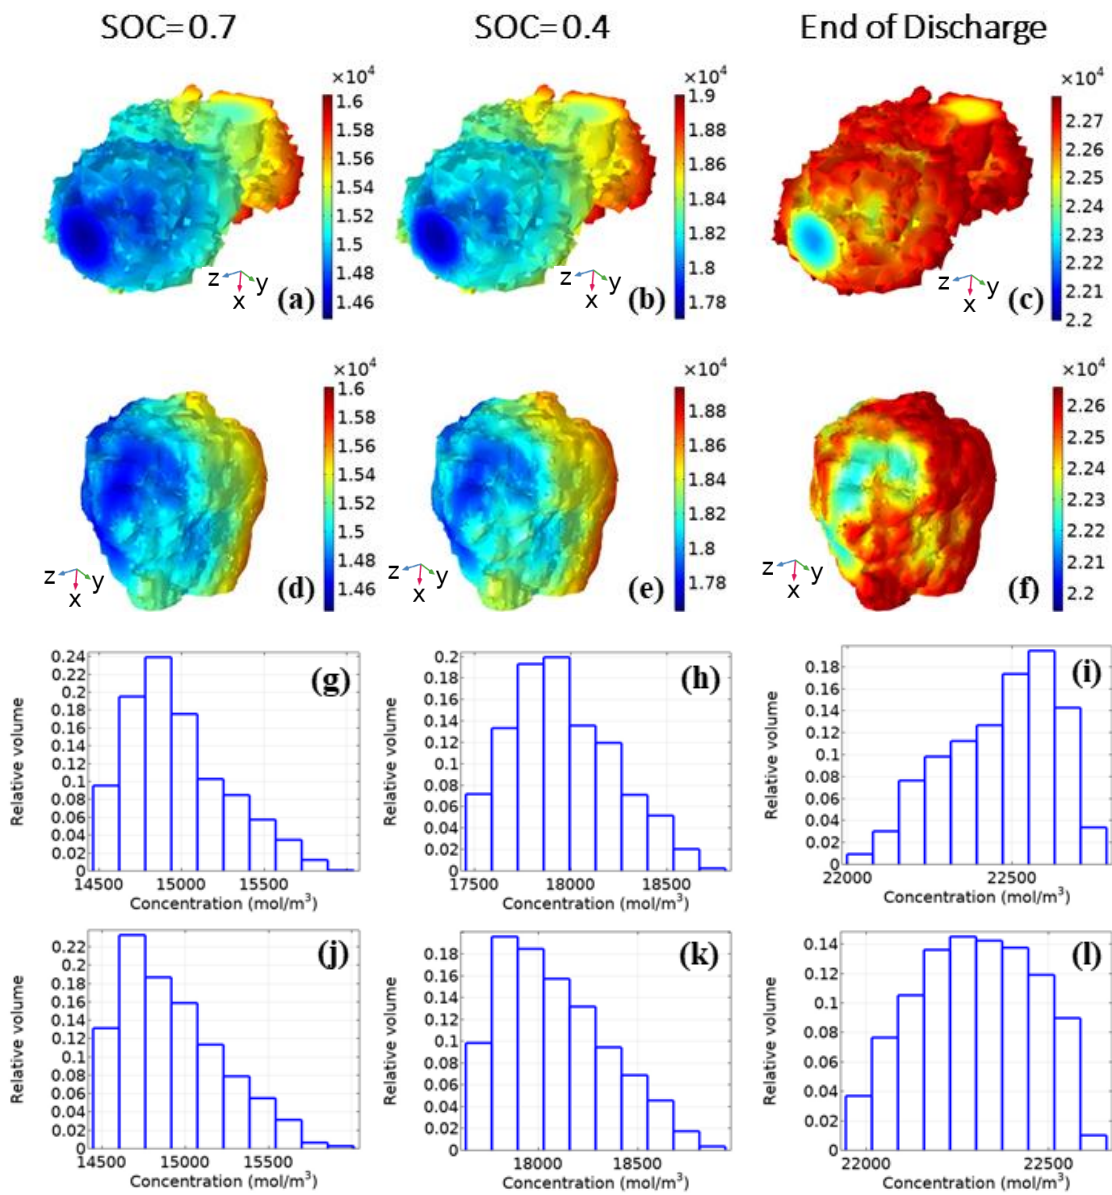 SOC=0.7 SOC=0.4 End of Discharge
×10⁴ ×10⁴ ×10⁴
1.6
1.58
1.56
1.54
1.52
1.5
1.48
1.46
z y
x
(a)
1.9
1.88
1.86
1.84
1.82
1.8
1.78
z y
x
(b)
2.27
2.26
2.25
2.24
2.23
2.22
2.21
2.2
z y
x
(c)
×10⁴ ×10⁴ ×10⁴
1.6
1.58
1.56
1.54
1.52
1.5
1.48
1.46
z y
x
(d)
1.88
1.86
1.84
1.82
1.8
1.78
z y
x
(e)
2.26
2.25
2.24
2.23
2.22
2.21
2.2
z y
x
(f)
Relative volume
0.24
0.22
0.2
0.18
0.16
0.14
0.12
0.1
0.08
0.06
0.04
0.02
0
(g)
14500 15000 15500
Concentration (mol/m³)
Relative volume
0.2
0.18
0.16
0.14
0.12
0.1
0.08
0.06
0.04
0.02
0
(h)
17500 18000 18500
Concentration (mol/m³)
Relative volume
0.18
0.16
0.14
0.12
0.1
0.08
0.06
0.04
0.02
0
(i)
22000 22500
Concentration (mol/m³)
Relative volume
0.22
0.2
0.18
0.16
0.14
0.12
0.1
0.08
0.06
0.04
0.02
0
(j)
14500 15000 15500
Concentration (mol/m³)
Relative volume
0.18
0.16
0.14
0.12
0.1
0.08
0.06
0.04
0.02
0
(k)
18000 18500
Concentration (mol/m³)
Relative volume
0.14
0.12
0.1
0.08
0.06
0.04
0.02
0
(l)
22000 22500
Concentration (mol/m³)